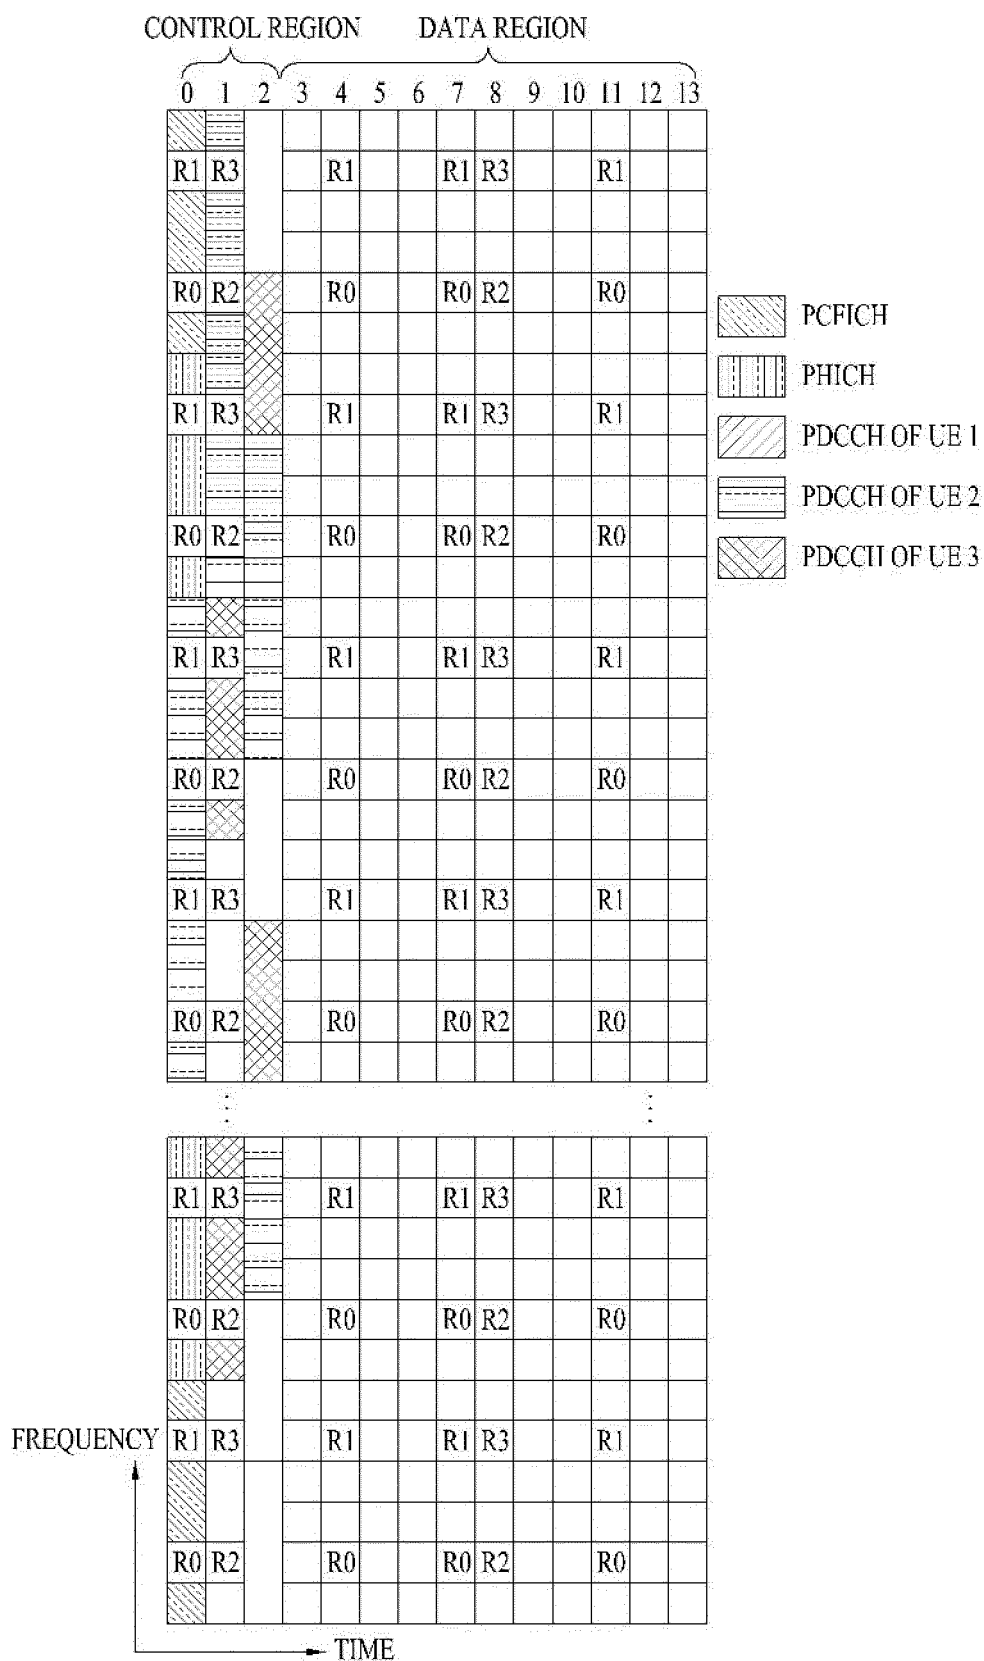 CONTROL REGION DATA REGION
0 1 2 3 4 5 6 7 8 9 10 11 12 13
R1 R3 R1 R1 R3 R1
R0 R2 R0 R0 R2 R0
PCFICH
PHICH
R1 R3 R1 R1 R3 R1
PDCCH OF UE 1
PDCCH OF UE 2
R0 R2 R0 R0 R2 R0
PDCCH OF UE 3
R1 R3 R1 R1 R3 R1
R0 R2 R0 R0 R2 R0
R1 R3 R1 R1 R3 R1
R0 R2 R0 R0 R2 R0
R1 R3 R1 R1 R3 R1
R0 R2 R0 R0 R2 R0
FREQUENCY R1 R3 R1 R1 R3 R1
R0 R2 R0 R0 R2 R0
TIME